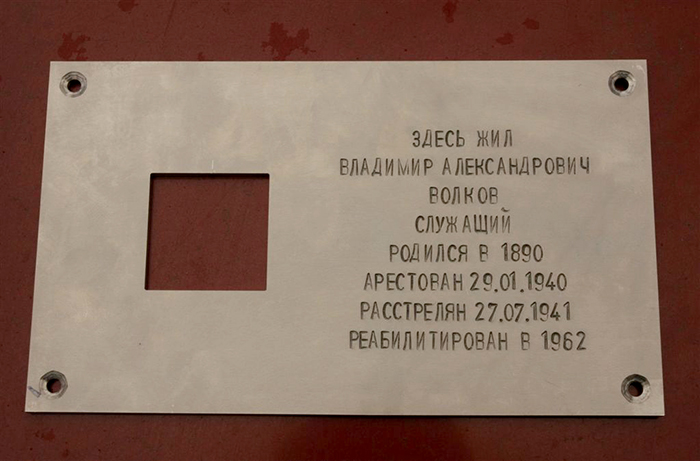 ЗДЕСЬ ЖИЛ
ВЛАДИМИР АЛЕКСАНДРОВИЧ
ВОЛКОВ
СЛУЖАЩИЙ
РОДИЛСЯ В 1890
АРЕСТОВАН 29.01.1940
РАССТРЕЛЯН 27.07.1941
РЕАБИЛИТИРОВАН В 1962